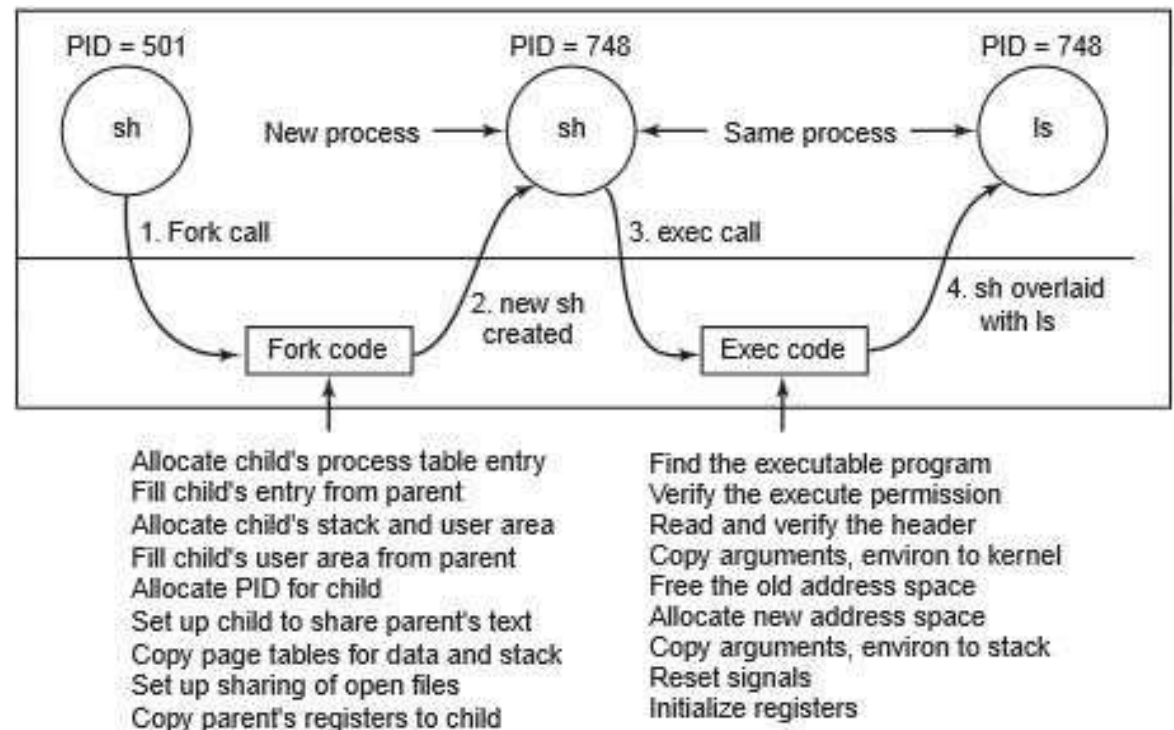 PID = 501
PID = 748
PID = 748
sh
New process
sh
Same process
ls
1. Fork call
3. exec call
2. new sh
created
4. sh overlaid
with ls
Fork code
Exec code
Allocate child's process table entry
Fill child's entry from parent
Allocate child's stack and user area
Fill child's user area from parent
Allocate PID for child
Set up child to share parent's text
Copy page tables for data and stack
Set up sharing of open files
Copy parent's registers to child
Find the executable program
Verify the execute permission
Read and verify the header
Copy arguments, environ to kernel
Free the old address space
Allocate new address space
Copy arguments, environ to stack
Reset signals
Initialize registers